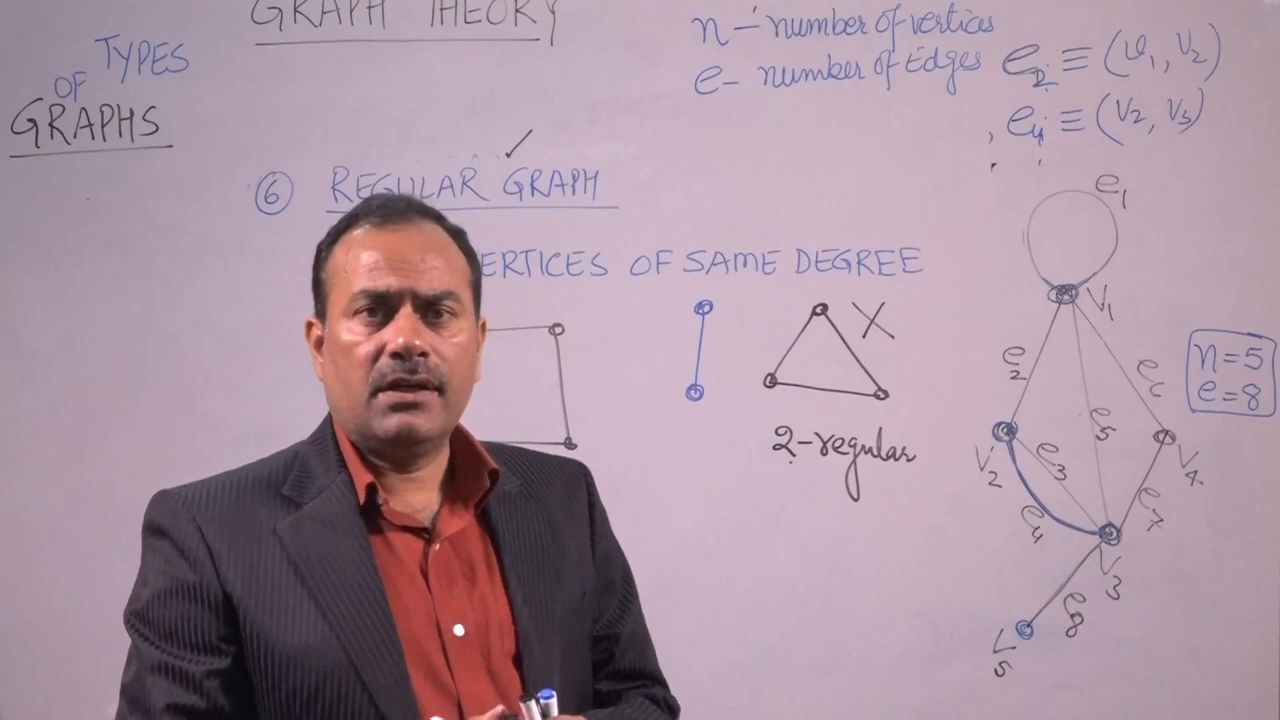 GRAPH THEORY
TYPES
OF
GRAPHS
n - number of vertices
e - number of Edges
e₂ ≡ (v₁, v₂)
e₄ ≡ (v₂, v₃)
⑥ REGULAR GRAPH ✓
ERTICES OF SAME DEGREE
X
2-regular
e₁
V₁
e₂
e₆
e₅
V₂
e₃
V₄
e₄
e₇
V₃
e₈
V₅
n=5
e=8